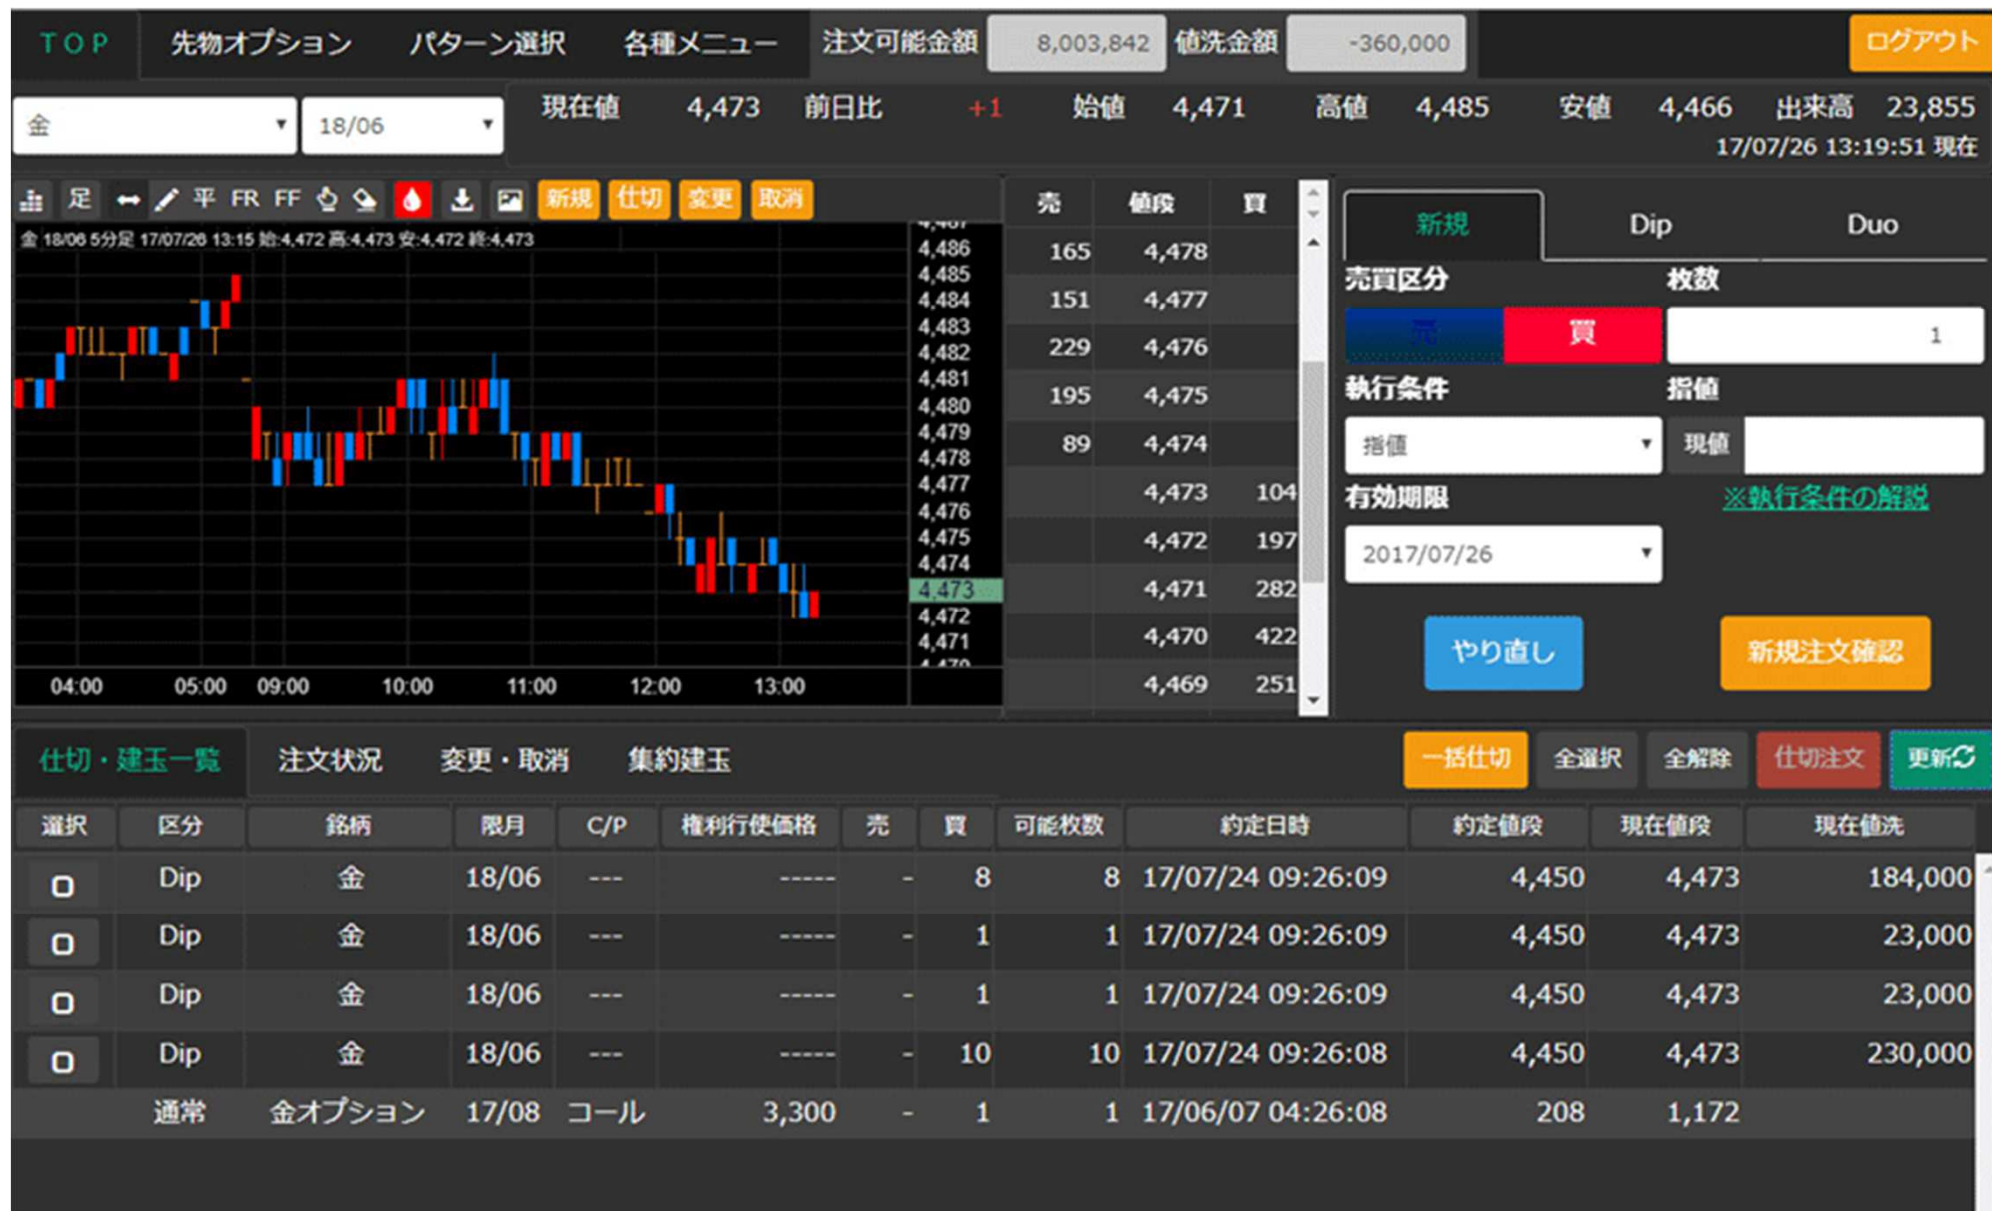 TOP 先物オプション パターン選択 各種メニュー 注文可能金額 8,003,842 値洗金額 -360,000 ログアウト
金 18/06 現在値 4,473 前日比 +1 始値 4,471 高値 4,485 安値 4,466 出来高 23,855
17/07/26 13:19:51 現在
足 平 FR FF 新規 仕切 変更 取消
金 18/06 5分足 17/07/26 13:15 始:4,472 高:4,473 安:4,472 終:4,473
4,487
4,486
4,485
4,484
4,483
4,482
4,481
4,480
4,479
4,478
4,477
4,476
4,475
4,474
4,473
4,472
4,471
4,470
04:00 05:00 09:00 10:00 11:00 12:00 13:00
売 値段 買
165 4,478
151 4,477
229 4,476
195 4,475
89 4,474
4,473 104
4,472 197
4,471 282
4,470 422
4,469 251
新規 Dip Duo
売買区分 枚数
売 買 1
執行条件 指値
指値 現値
有効期限 ※執行条件の解説
2017/07/26
やり直し 新規注文確認
仕切・建玉一覧 注文状況 変更・取消 集約建玉 一括仕切 全選択 全解除 仕切注文 更新
選択 区分 銘柄 限月 C/P 権利行使価格 売 買 可能枚数 約定日時 約定値段 現在値段 現在値洗
Dip 金 18/06 --- ----- - 8 8 17/07/24 09:26:09 4,450 4,473 184,000
Dip 金 18/06 --- ----- - 1 1 17/07/24 09:26:09 4,450 4,473 23,000
Dip 金 18/06 --- ----- - 1 1 17/07/24 09:26:09 4,450 4,473 23,000
Dip 金 18/06 --- ----- - 10 10 17/07/24 09:26:08 4,450 4,473 230,000
通常 金オプション 17/08 コール 3,300 - 1 1 17/06/07 04:26:08 208 1,172